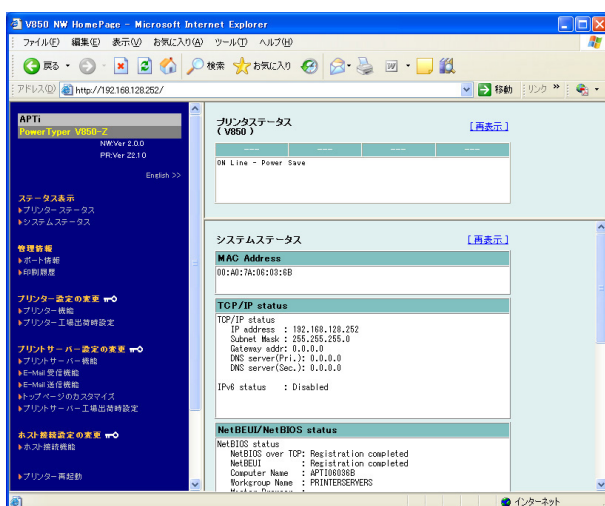 V850 NW HomePage - Microsoft Internet Explorer
ファイル(F) 編集(E) 表示(V) お気に入り(A) ツール(T) ヘルプ(H)
戻る 検索 お気に入り
アドレス(D) http://192.168.128.252/ 移動 リンク »
APTi
PowerTyper V850-Z
NW:Ver 2.0.0
PR:Ver Z2.1.0
English >>
ステータス表示
プリンターステータス
システムステータス
管理情報
ポート情報
印刷履歴
プリンター設定の変更
プリンター機能
プリンター工場出荷時設定
プリントサーバー設定の変更
プリントサーバー機能
E-Mail 受信機能
E-Mail 送信機能
トップページのカスタマイズ
プリントサーバー工場出荷時設定
ホスト接続設定の変更
ホスト接続機能
プリンター再起動
プリンタステータス
( V850 )
[再表示]
--- --- --- ---
ON Line - Power Save
システムステータス [再表示]
MAC Address
00:A0:7A:06:03:6B
TCP/IP status
TCP/IP status
IP address : 192.168.128.252
Subnet Mask : 255.255.255.0
Gateway addr: 0.0.0.0
DNS server(Pri.): 0.0.0.0
DNS server(Sec.): 0.0.0.0
IPv6 status : Disabled
NetBEUI/NetBIOS status
NetBIOS status
NetBIOS over TCP: Registration completed
NetBEUI : Registration completed
Computer Name : APTI06036B
Workgroup Name : PRINTERSERVERS
インターネット